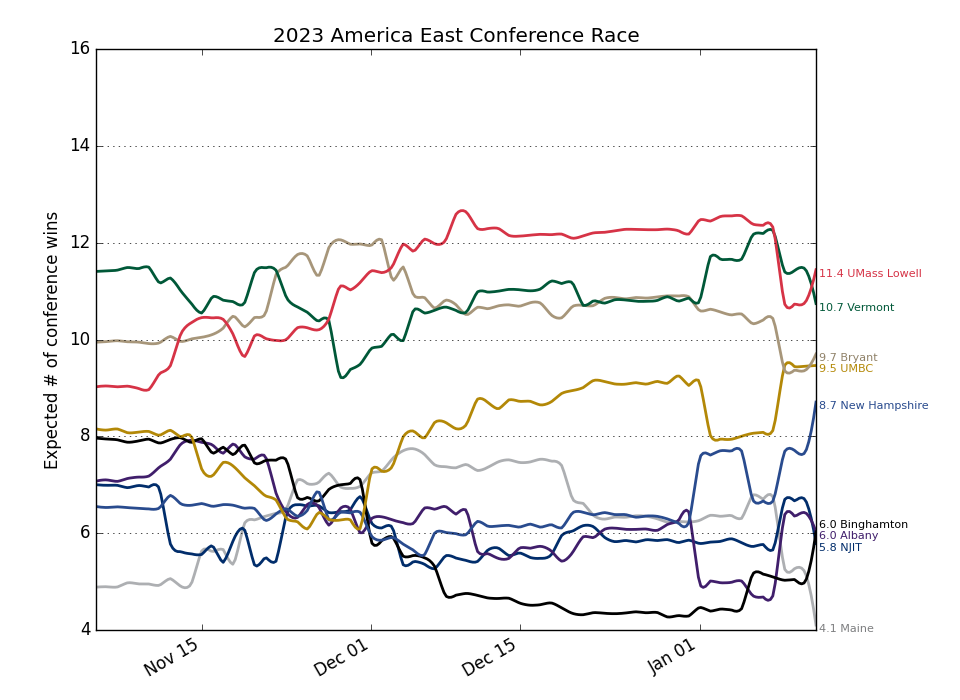 2023 America East Conference Race
Expected # of conference wins
16
14
12
10
8
6
4
11.4 UMass Lowell
10.7 Vermont
9.7 Bryant
9.5 UMBC
8.7 New Hampshire
6.0 Binghamton
6.0 Albany
5.8 NJIT
4.1 Maine
Nov 15
Dec 01
Dec 15
Jan 01